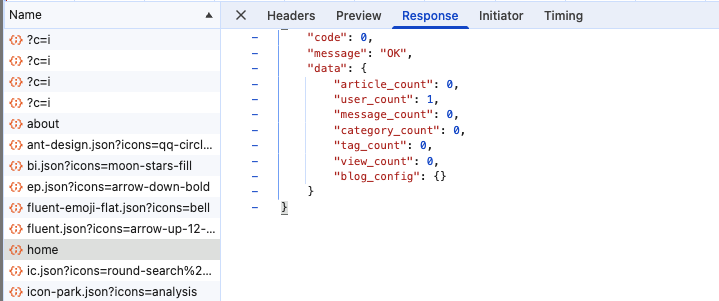 Name
?c=i
?c=i
?c=i
?c=i
about
ant-design.json?icons=qq-circl...
bi.json?icons=moon-stars-fill
ep.json?icons=arrow-down-bold
fluent-emoji-flat.json?icons=bell
fluent.json?icons=arrow-up-12-...
home
ic.json?icons=round-search%2...
icon-park.json?icons=analysis
Headers Preview Response Initiator Timing
"code": 0,
"message": "OK",
"data": {
"article_count": 0,
"user_count": 1,
"message_count": 0,
"category_count": 0,
"tag_count": 0,
"view_count": 0,
"blog_config": {}
}
}